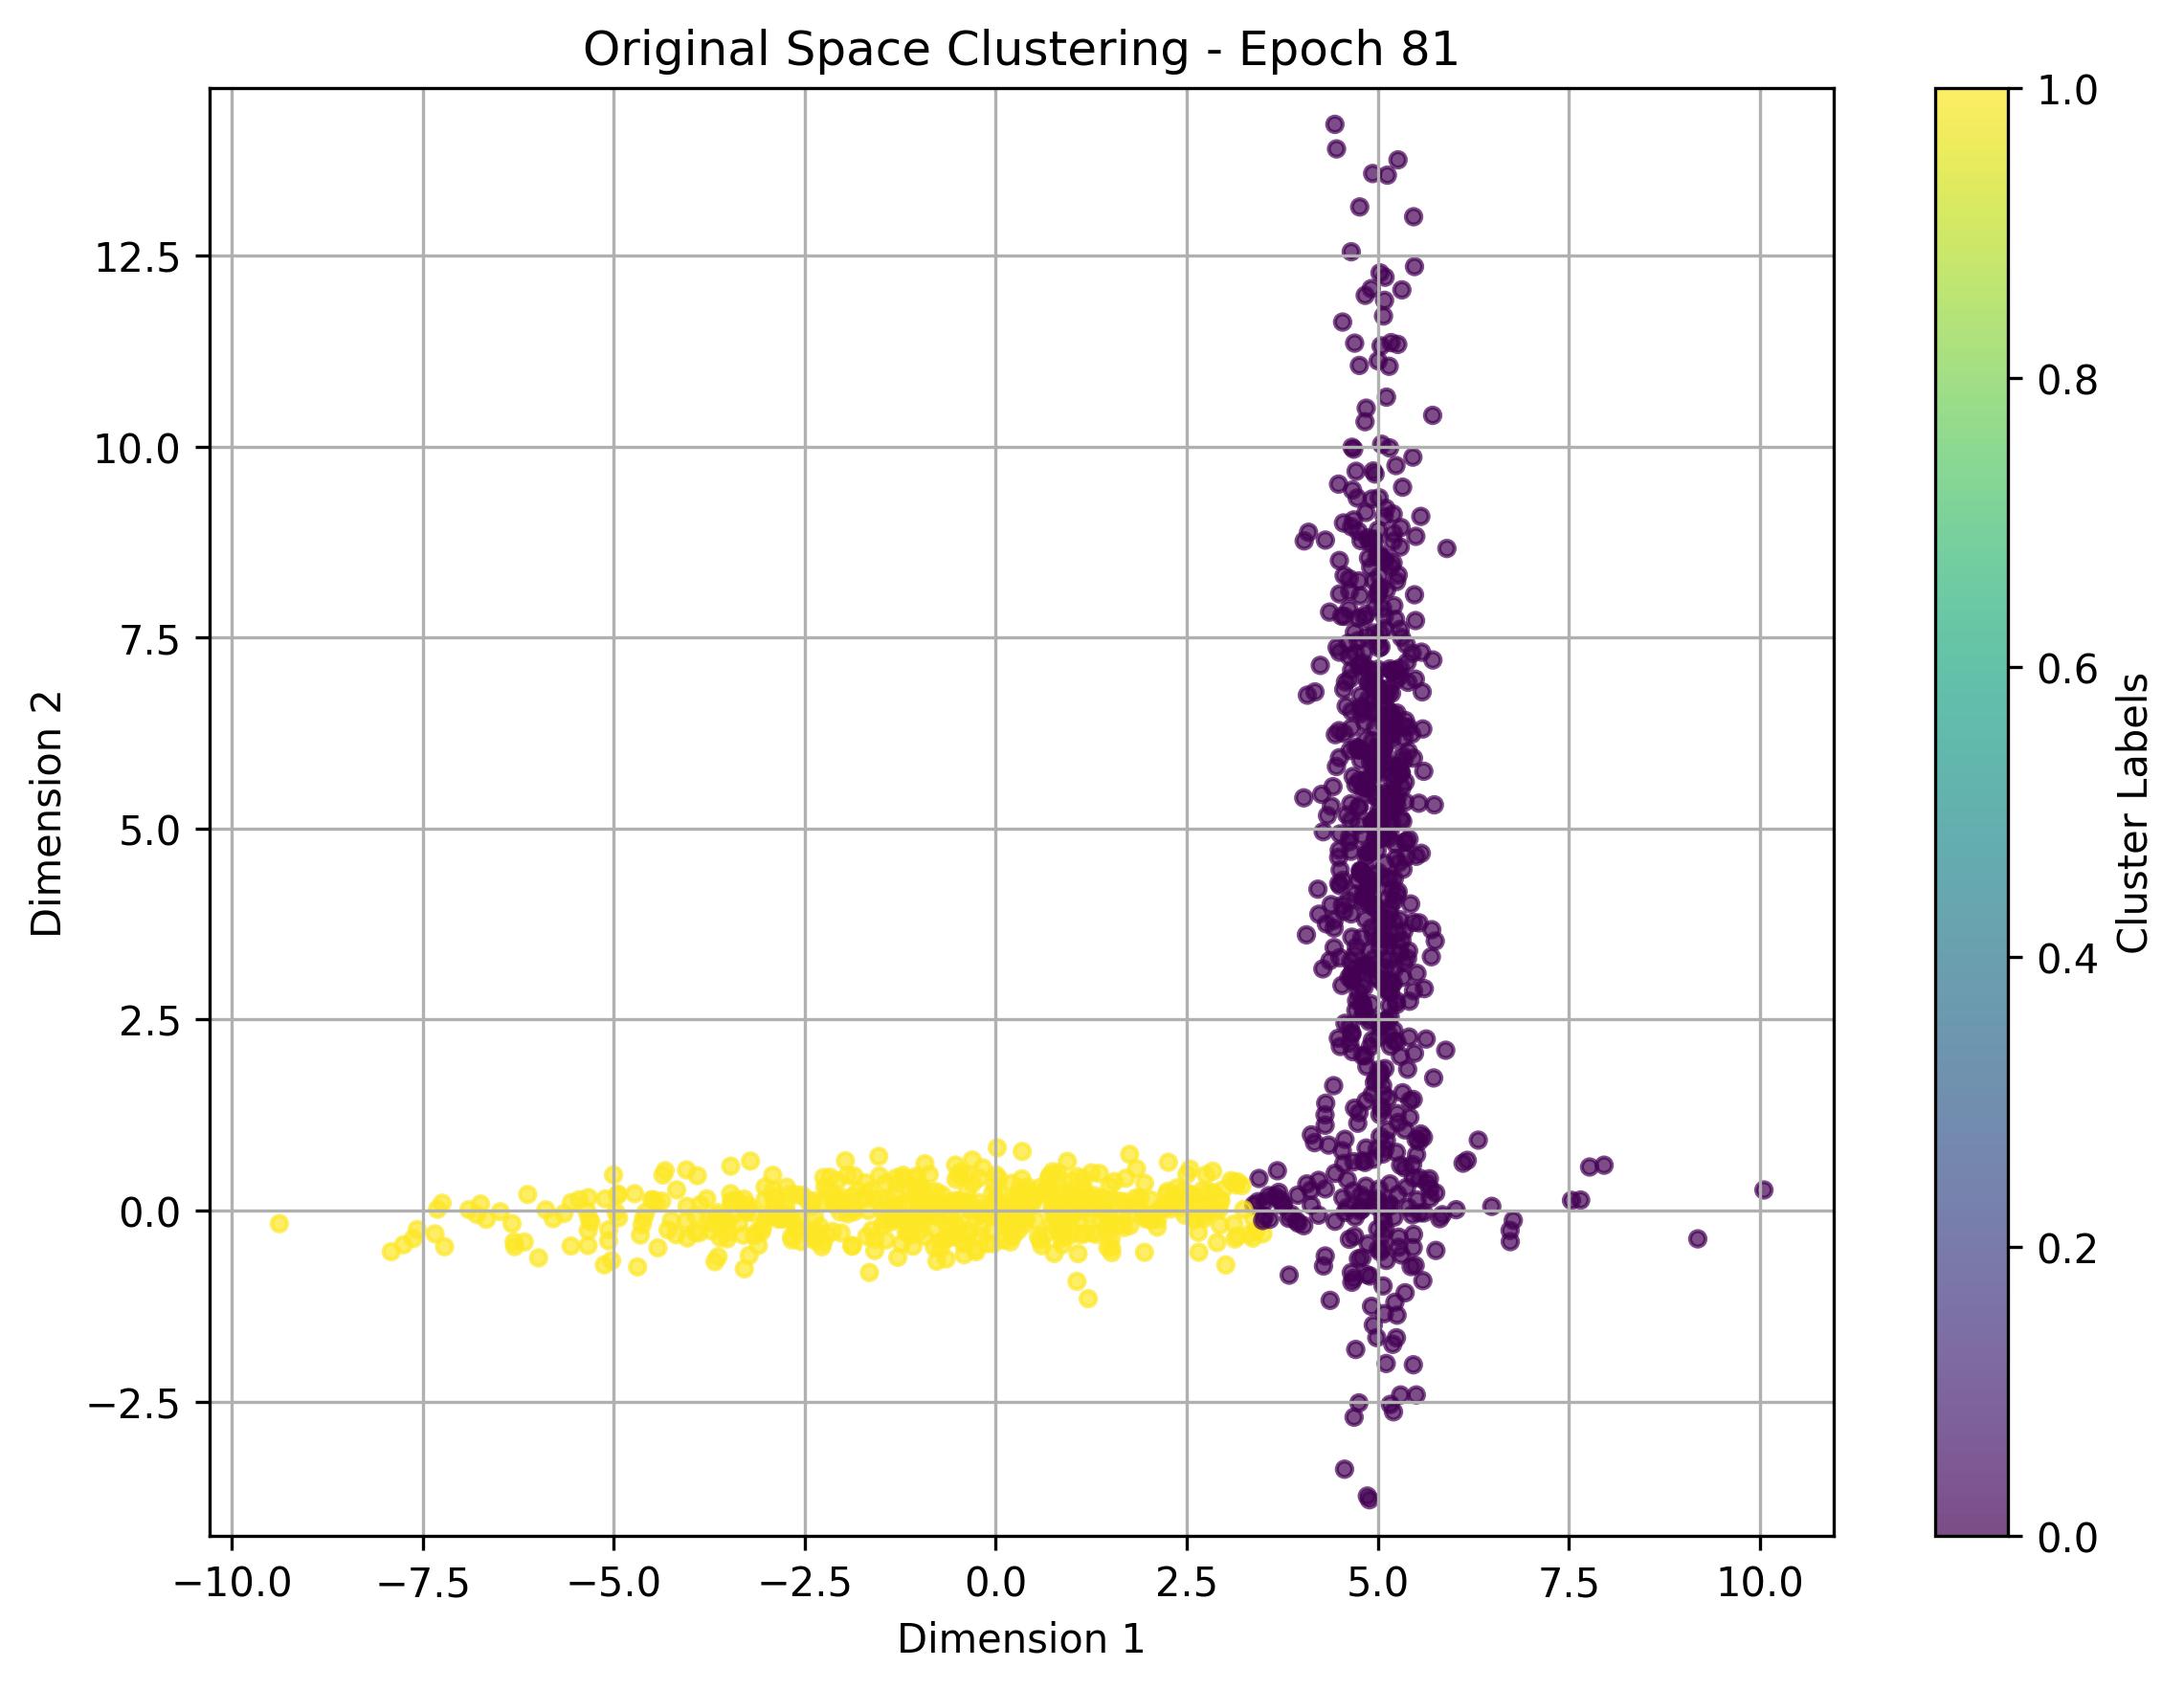 Original Space Clustering - Epoch 81
12.5
10.0
7.5
5.0
2.5
0.0
−2.5
Dimension 2
−10.0 −7.5 −5.0 −2.5 0.0 2.5 5.0 7.5 10.0
Dimension 1
1.0
0.8
0.6
0.4
0.2
0.0
Cluster Labels